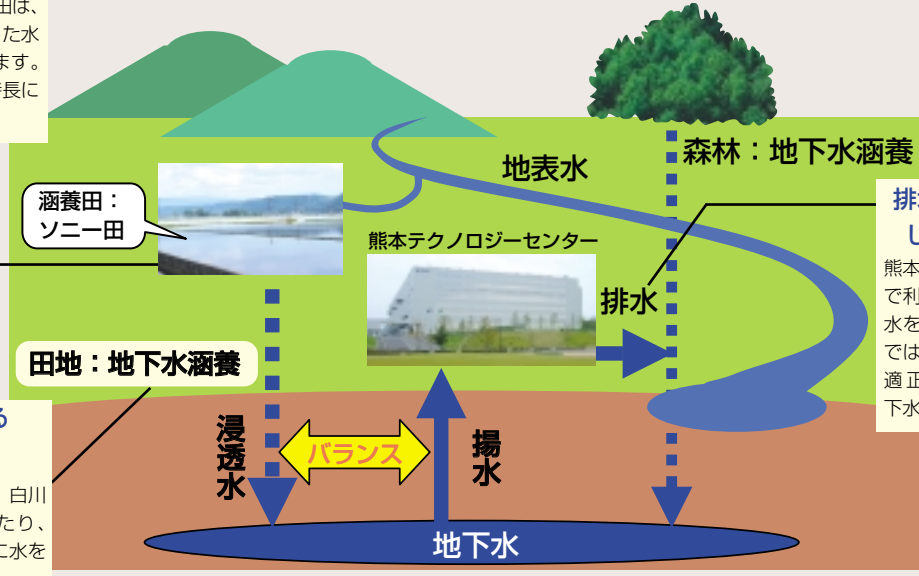 田は、
た水
ます。
長に
森林：地下水涵養
地表水
涵養田：
ソニー田
熊本テクノロジーセンター
排水
し
熊本
で利
水を
では
適正
下水
排水
田地：地下水涵養
る
白川
たり、
に水を
浸透水
バランス
揚水
地下水